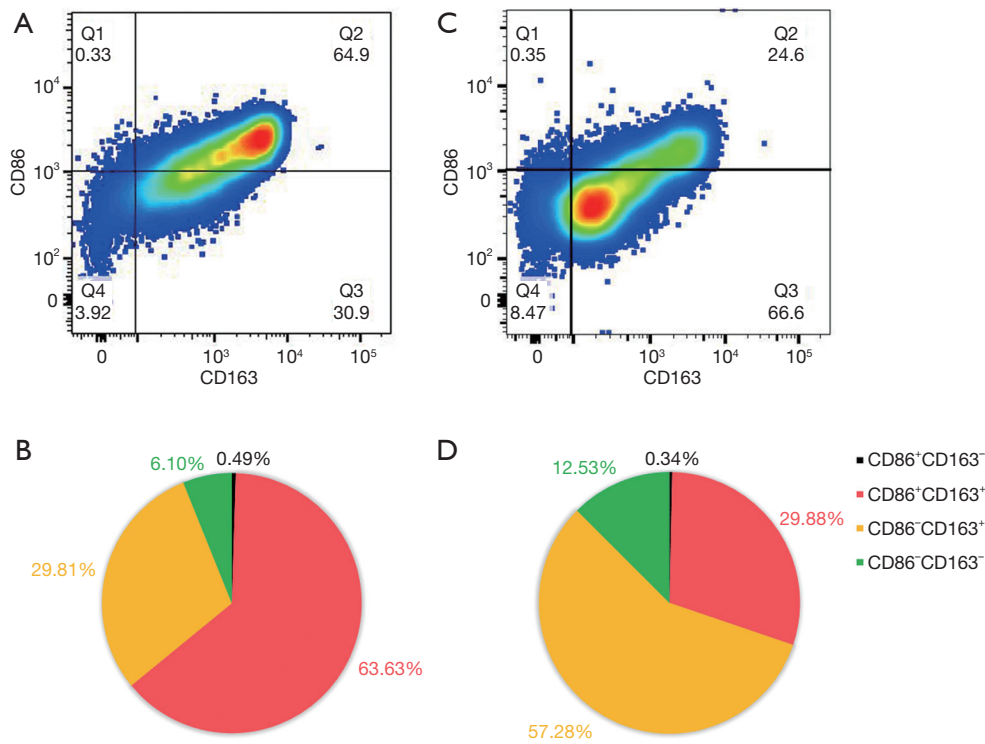 A
Q1
0.33
Q2
64.9
10⁴
10³
10²
0
CD86
Q4
3.92
Q3
30.9
0
10³
10⁴
10⁵
CD163
C
Q1
0.35
Q2
24.6
10⁴
10³
10²
0
CD86
Q4
8.47
Q3
66.6
0
10³
10⁴
10⁵
CD163
B
6.10%
0.49%
29.81%
63.63%
D
12.53%
0.34%
29.88%
57.28%
CD86⁺CD163⁻
CD86⁺CD163⁺
CD86⁻CD163⁺
CD86⁻CD163⁻